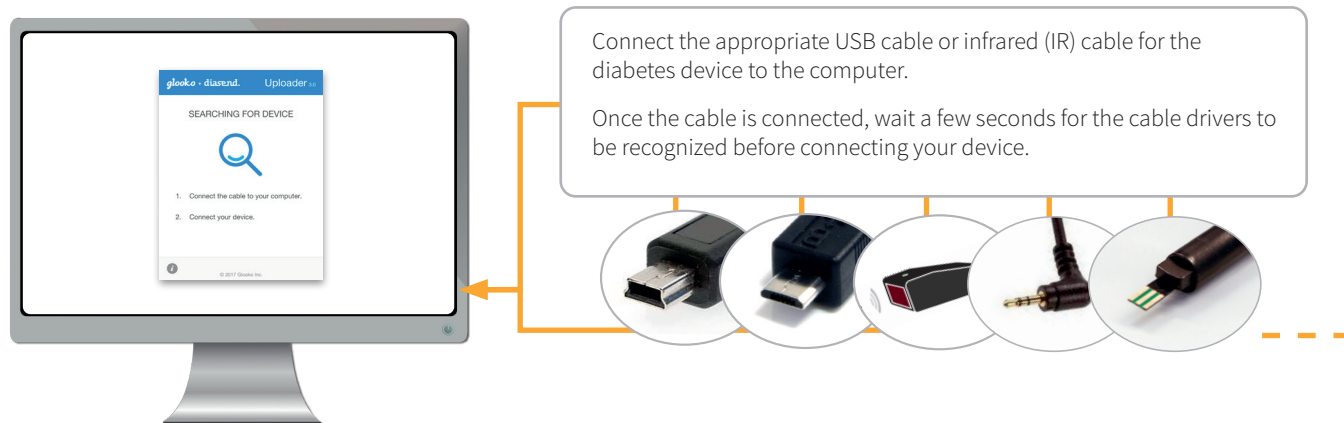 glooko + diasend. Uploader 3.0
SEARCHING FOR DEVICE
1. Connect the cable to your computer.
2. Connect your device.
© 2017 Glooko Inc.
Connect the appropriate USB cable or infrared (IR) cable for the
diabetes device to the computer.
Once the cable is connected, wait a few seconds for the cable drivers to
be recognized before connecting your device.